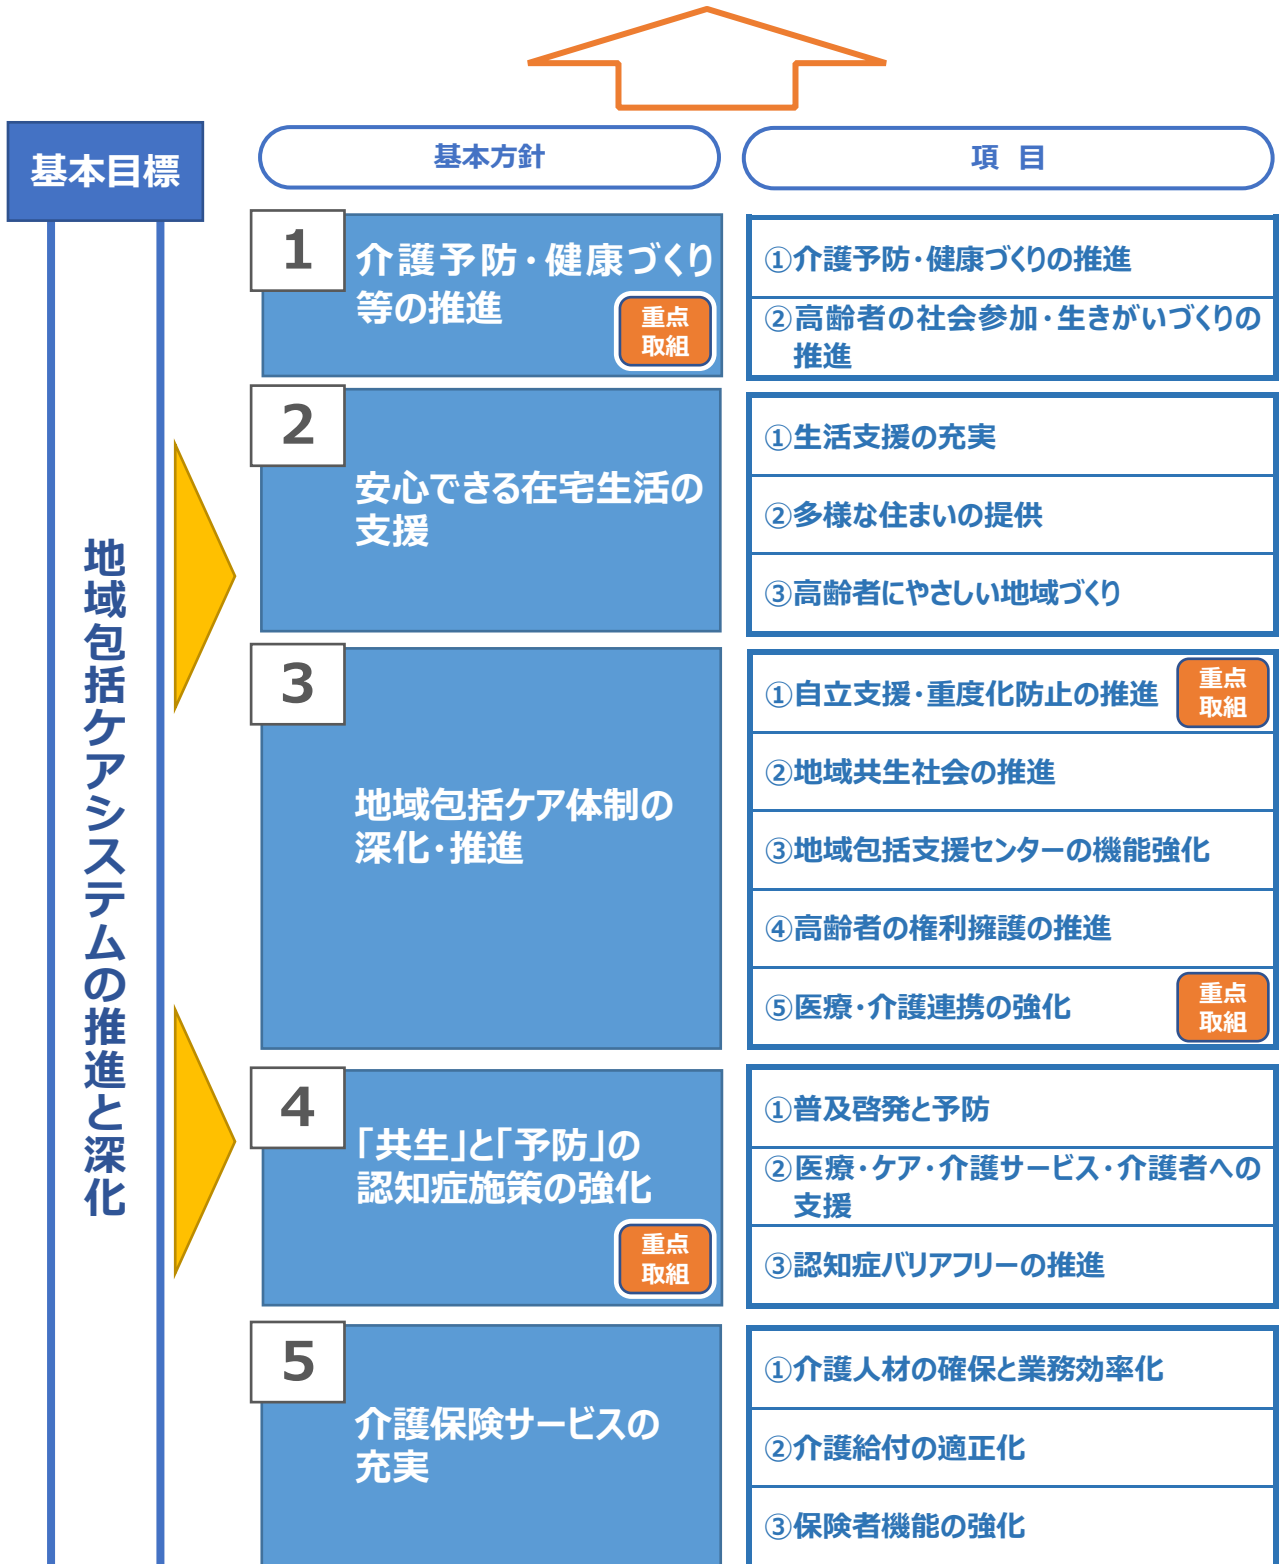 基本目標
基本方針
項 目
地域包括ケアシステムの推進と深化
1
介護予防・健康づくり
等の推進
重点
取組
①介護予防・健康づくりの推進
②高齢者の社会参加・生きがいづくりの
推進
2
安心できる在宅生活の
支援
①生活支援の充実
②多様な住まいの提供
③高齢者にやさしい地域づくり
3
地域包括ケア体制の
深化・推進
①自立支援・重度化防止の推進
重点
取組
②地域共生社会の推進
③地域包括支援センターの機能強化
④高齢者の権利擁護の推進
⑤医療・介護連携の強化
重点
取組
4
「共生」と「予防」の
認知症施策の強化
重点
取組
①普及啓発と予防
②医療・ケア・介護サービス・介護者への
支援
③認知症バリアフリーの推進
5
介護保険サービスの
充実
①介護人材の確保と業務効率化
②介護給付の適正化
③保険者機能の強化